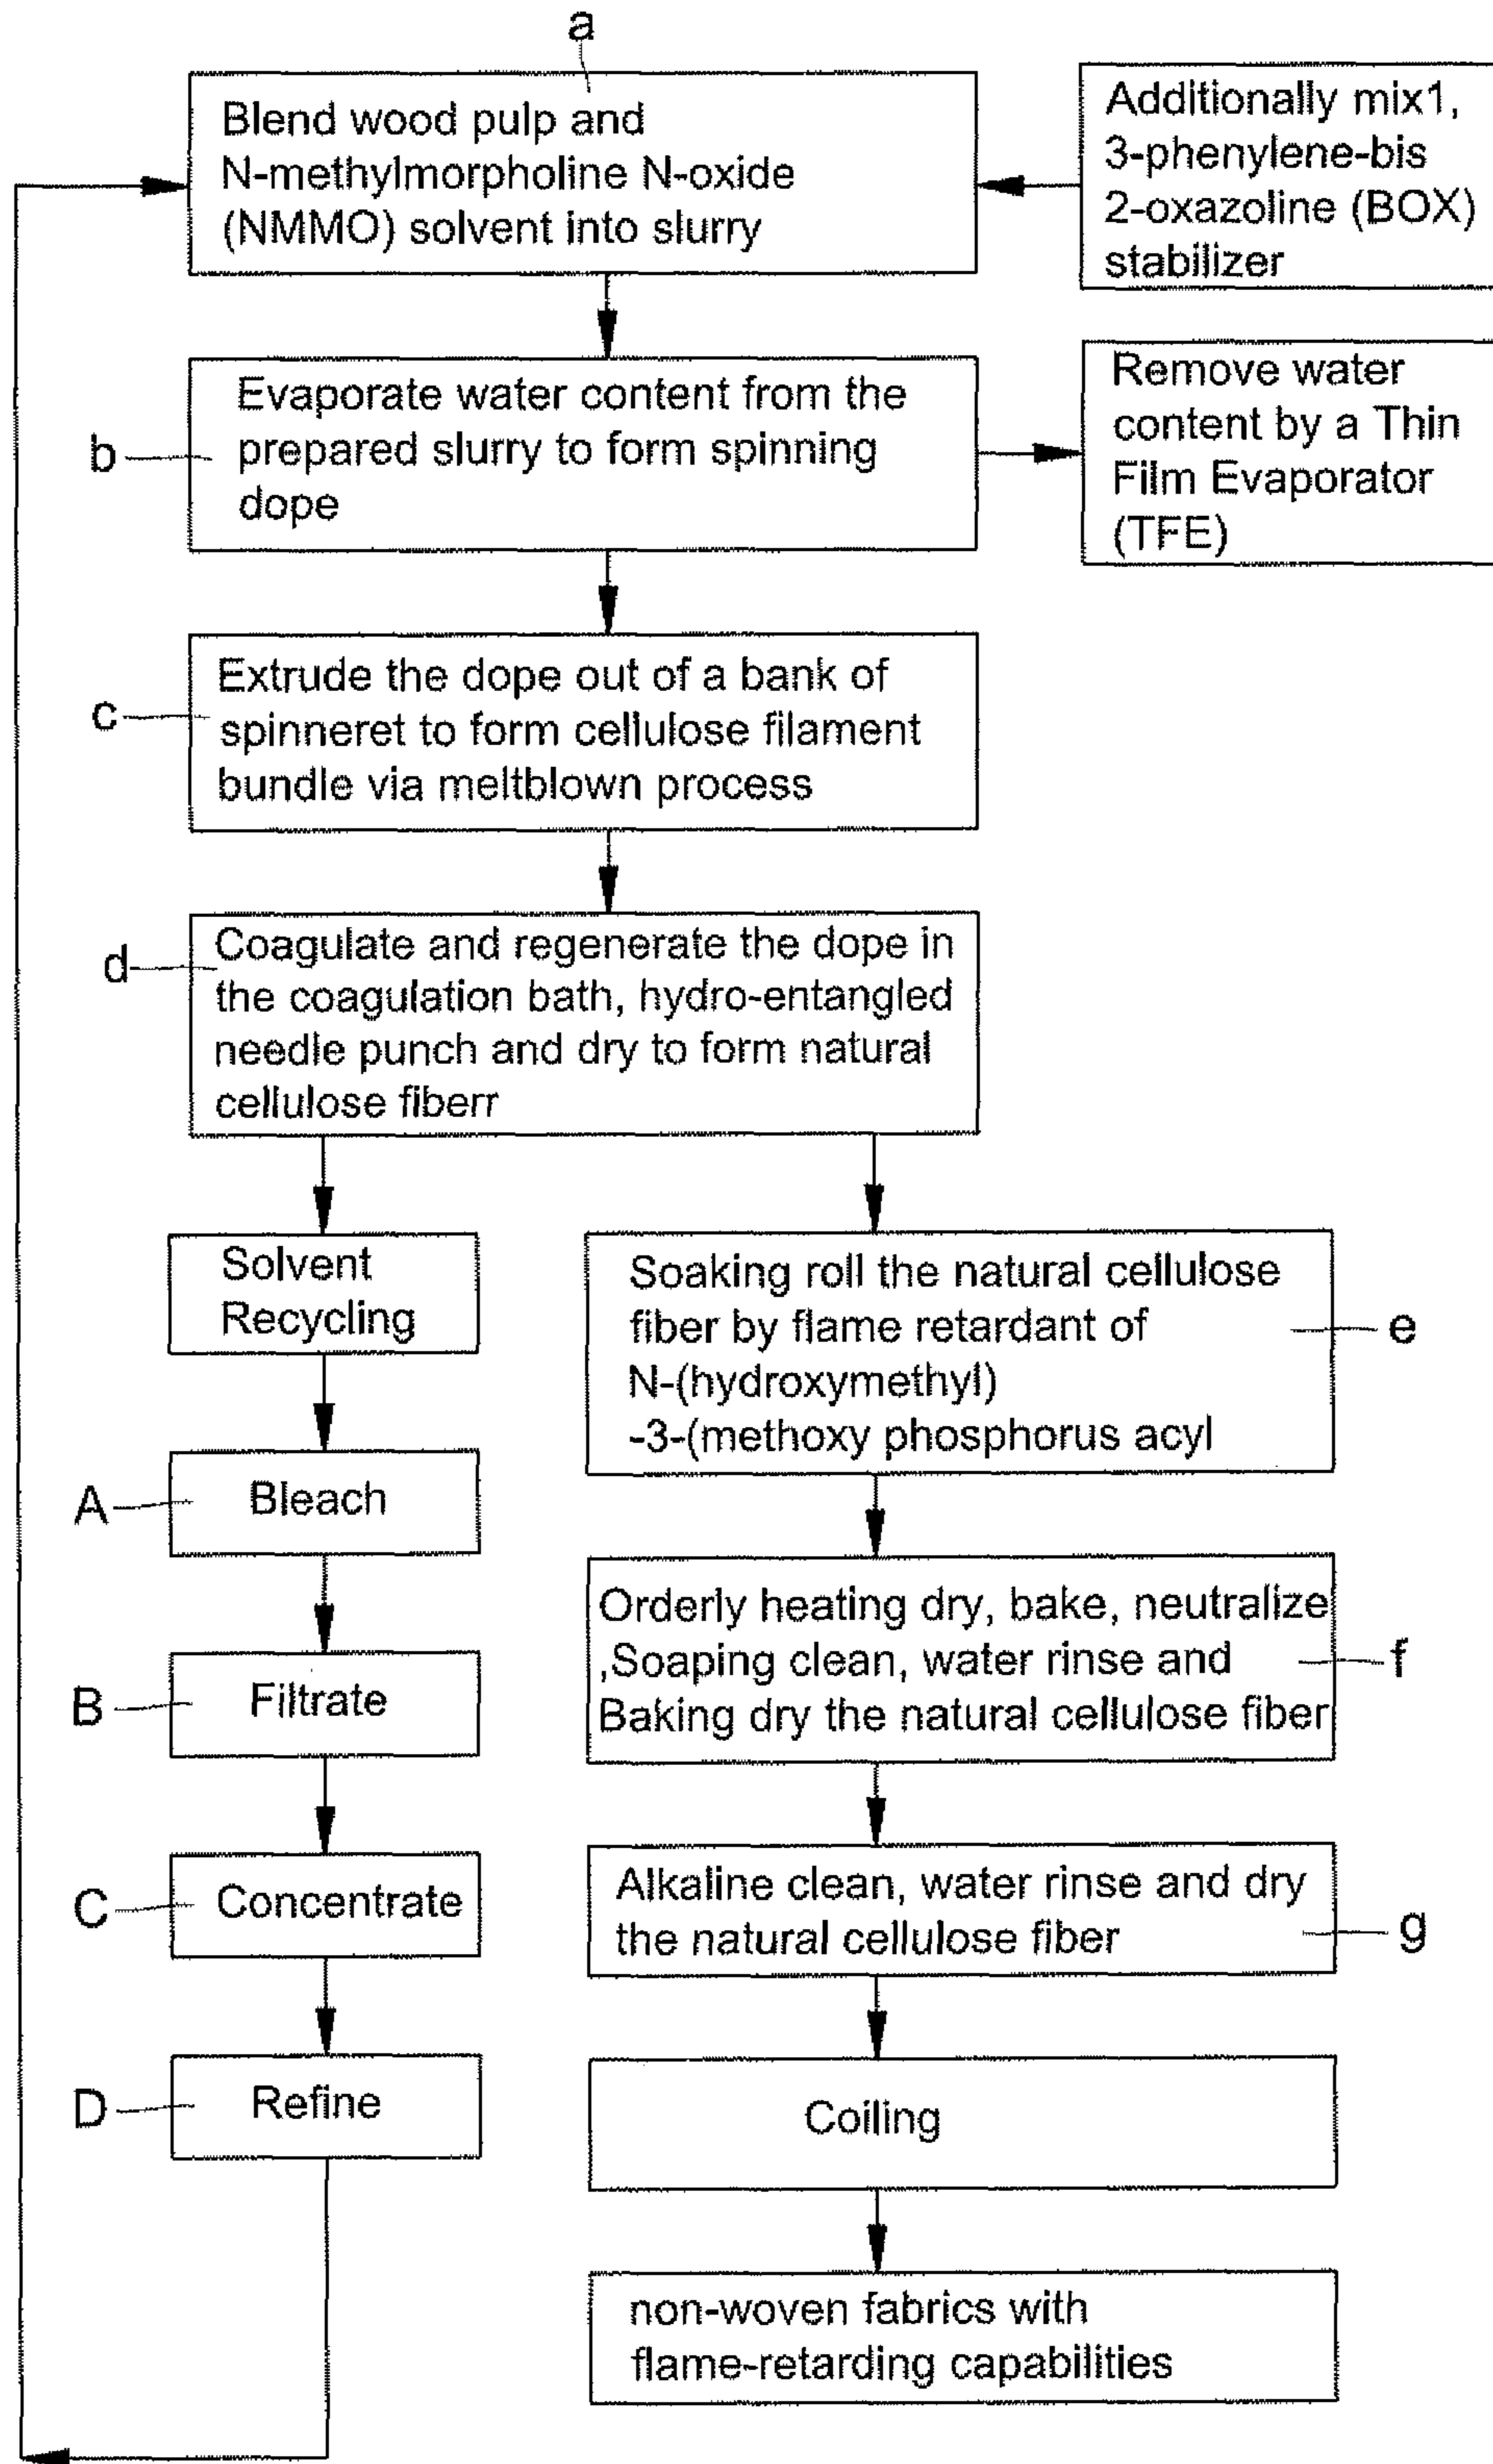 a
Blend wood pulp and
N-methylmorpholine N-oxide
(NMMO) solvent into slurry
Additionally mix1,
3-phenylene-bis
2-oxazoline (BOX)
stabilizer
b
Evaporate water content from the
prepared slurry to form spinning
dope
Remove water
content by a Thin
Film Evaporator
(TFE)
c
Extrude the dope out of a bank of
spinneret to form cellulose filament
bundle via meltblown process
d
Coagulate and regenerate the dope in
the coagulation bath, hydro-entangled
needle punch and dry to form natural
cellulose fiberr
Solvent
Recycling
A
Bleach
B
Filtrate
C
Concentrate
D
Refine
Soaking roll the natural cellulose
fiber by flame retardant of
N-(hydroxymethyl)
-3-(methoxy phosphorus acyl
e
Orderly heating dry, bake, neutralize
,Soaping clean, water rinse and
Baking dry the natural cellulose fiber
f
Alkaline clean, water rinse and dry
the natural cellulose fiber
g
Coiling
non-woven fabrics with
flame-retarding capabilities